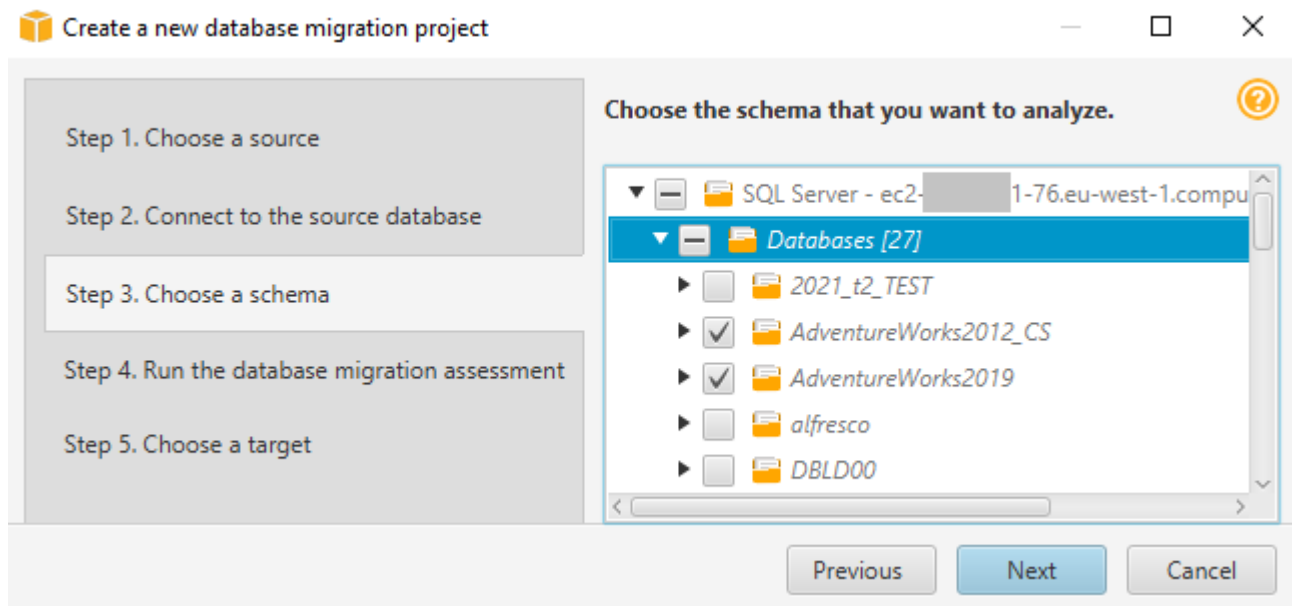 Create a new database migration project
Step 1. Choose a source
Step 2. Connect to the source database
Step 3. Choose a schema
Step 4. Run the database migration assessment
Step 5. Choose a target
Choose the schema that you want to analyze.
SQL Server - ec2- 1-76.eu-west-1.compu
Databases [27]
2021_t2_TEST
AdventureWorks2012_CS
AdventureWorks2019
alfresco
DBLD00
Previous
Next
Cancel